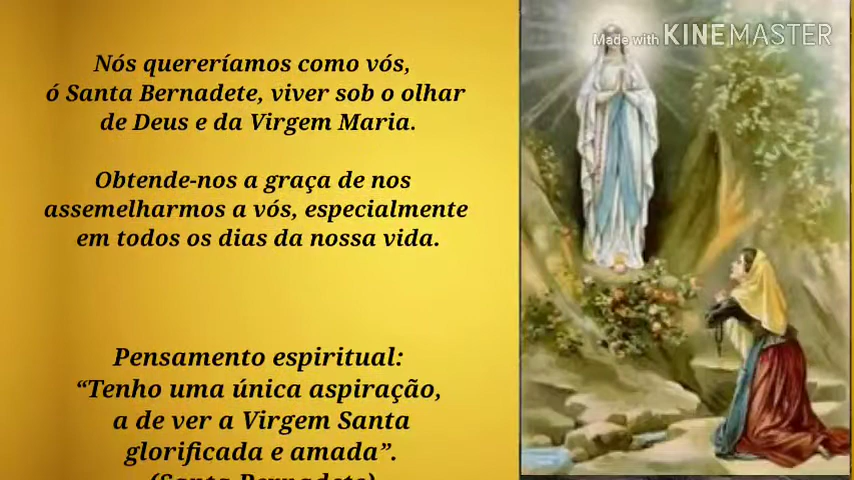 Made with KINEMASTER
Nós quereríamos como vós,
ó Santa Bernadete, viver sob o olhar
de Deus e da Virgem Maria.
Obtende-nos a graça de nos
assemelharmos a vós, especialmente
em todos os dias da nossa vida.
Pensamento espiritual:
“Tenho uma única aspiração,
a de ver a Virgem Santa
glorificada e amada”.
(Santa Bernadete)